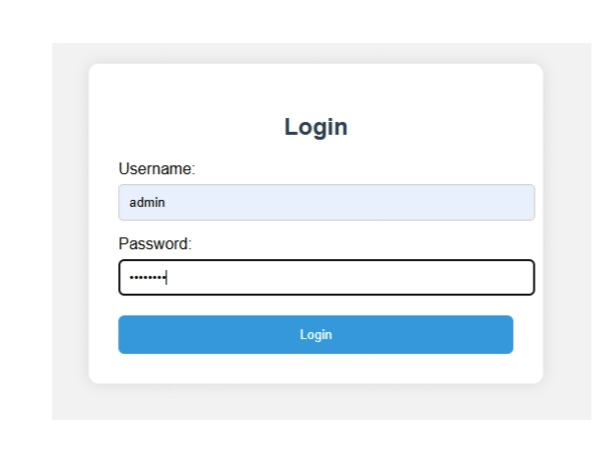 Login
Username:
admin
Password:
••••••••
Login